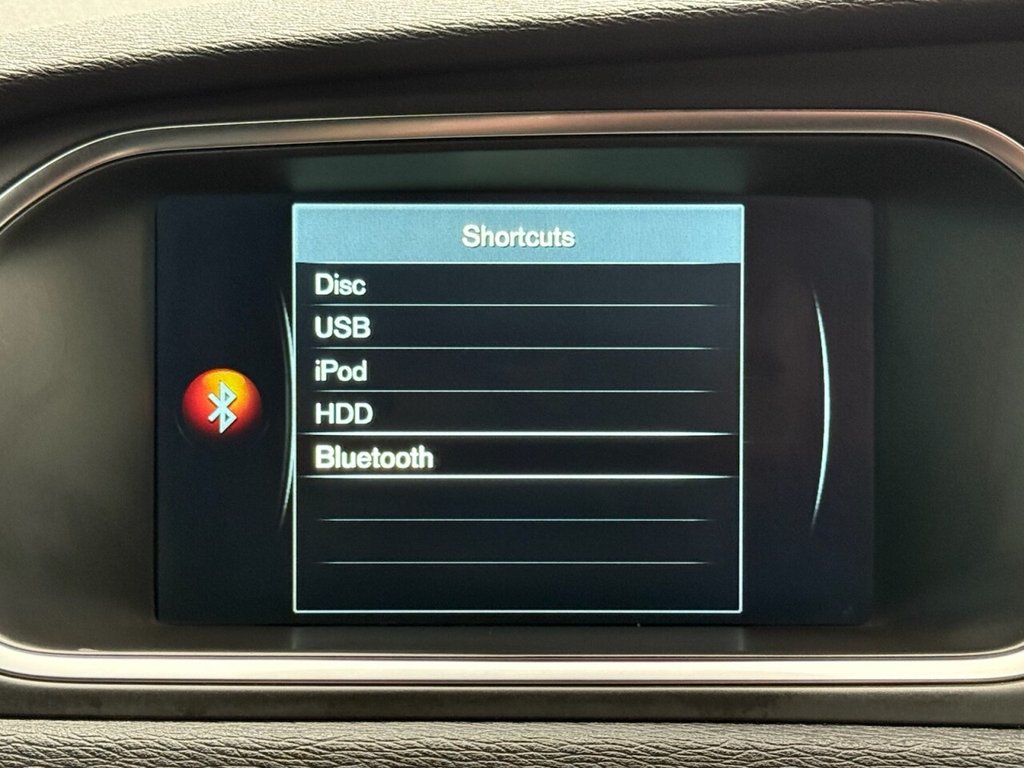 Shortcuts
Disc
USB
iPod
HDD
Bluetooth